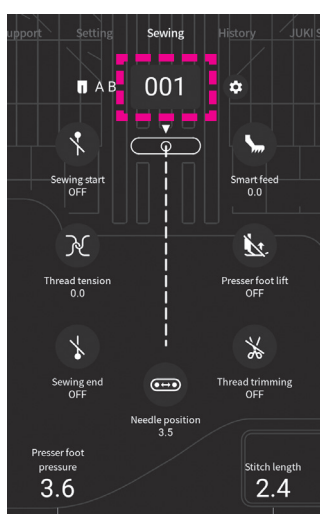 upport Setting Sewing History JUKI S
A B 001
Sewing start
OFF
Smart feed
0.0
Thread tension
0.0
Presser foot lift
OFF
Sewing end
OFF
Thread trimming
OFF
Needle position
3.5
Presser foot
pressure
3.6
Stitch length
2.4